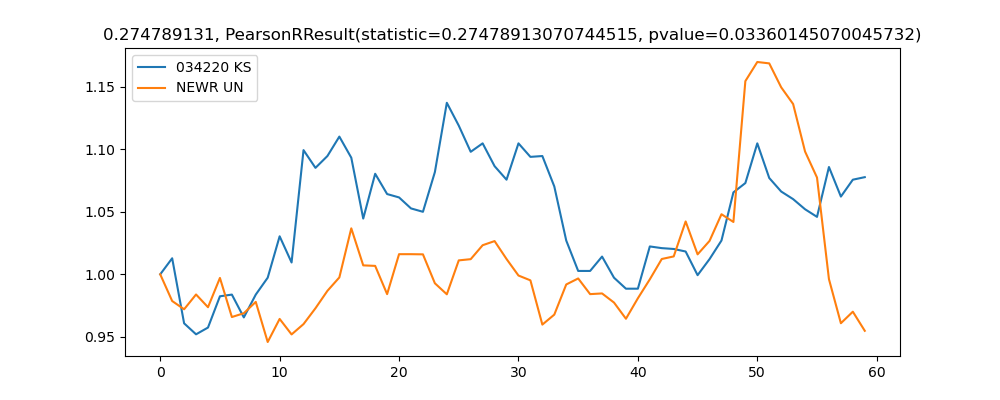 0.274789131, PearsonRResult(statistic=0.27478913070744515, pvalue=0.03360145070045732)
034220 KS
NEWR UN
1.15
1.10
1.05
1.00
0.95
0 10 20 30 40 50 60